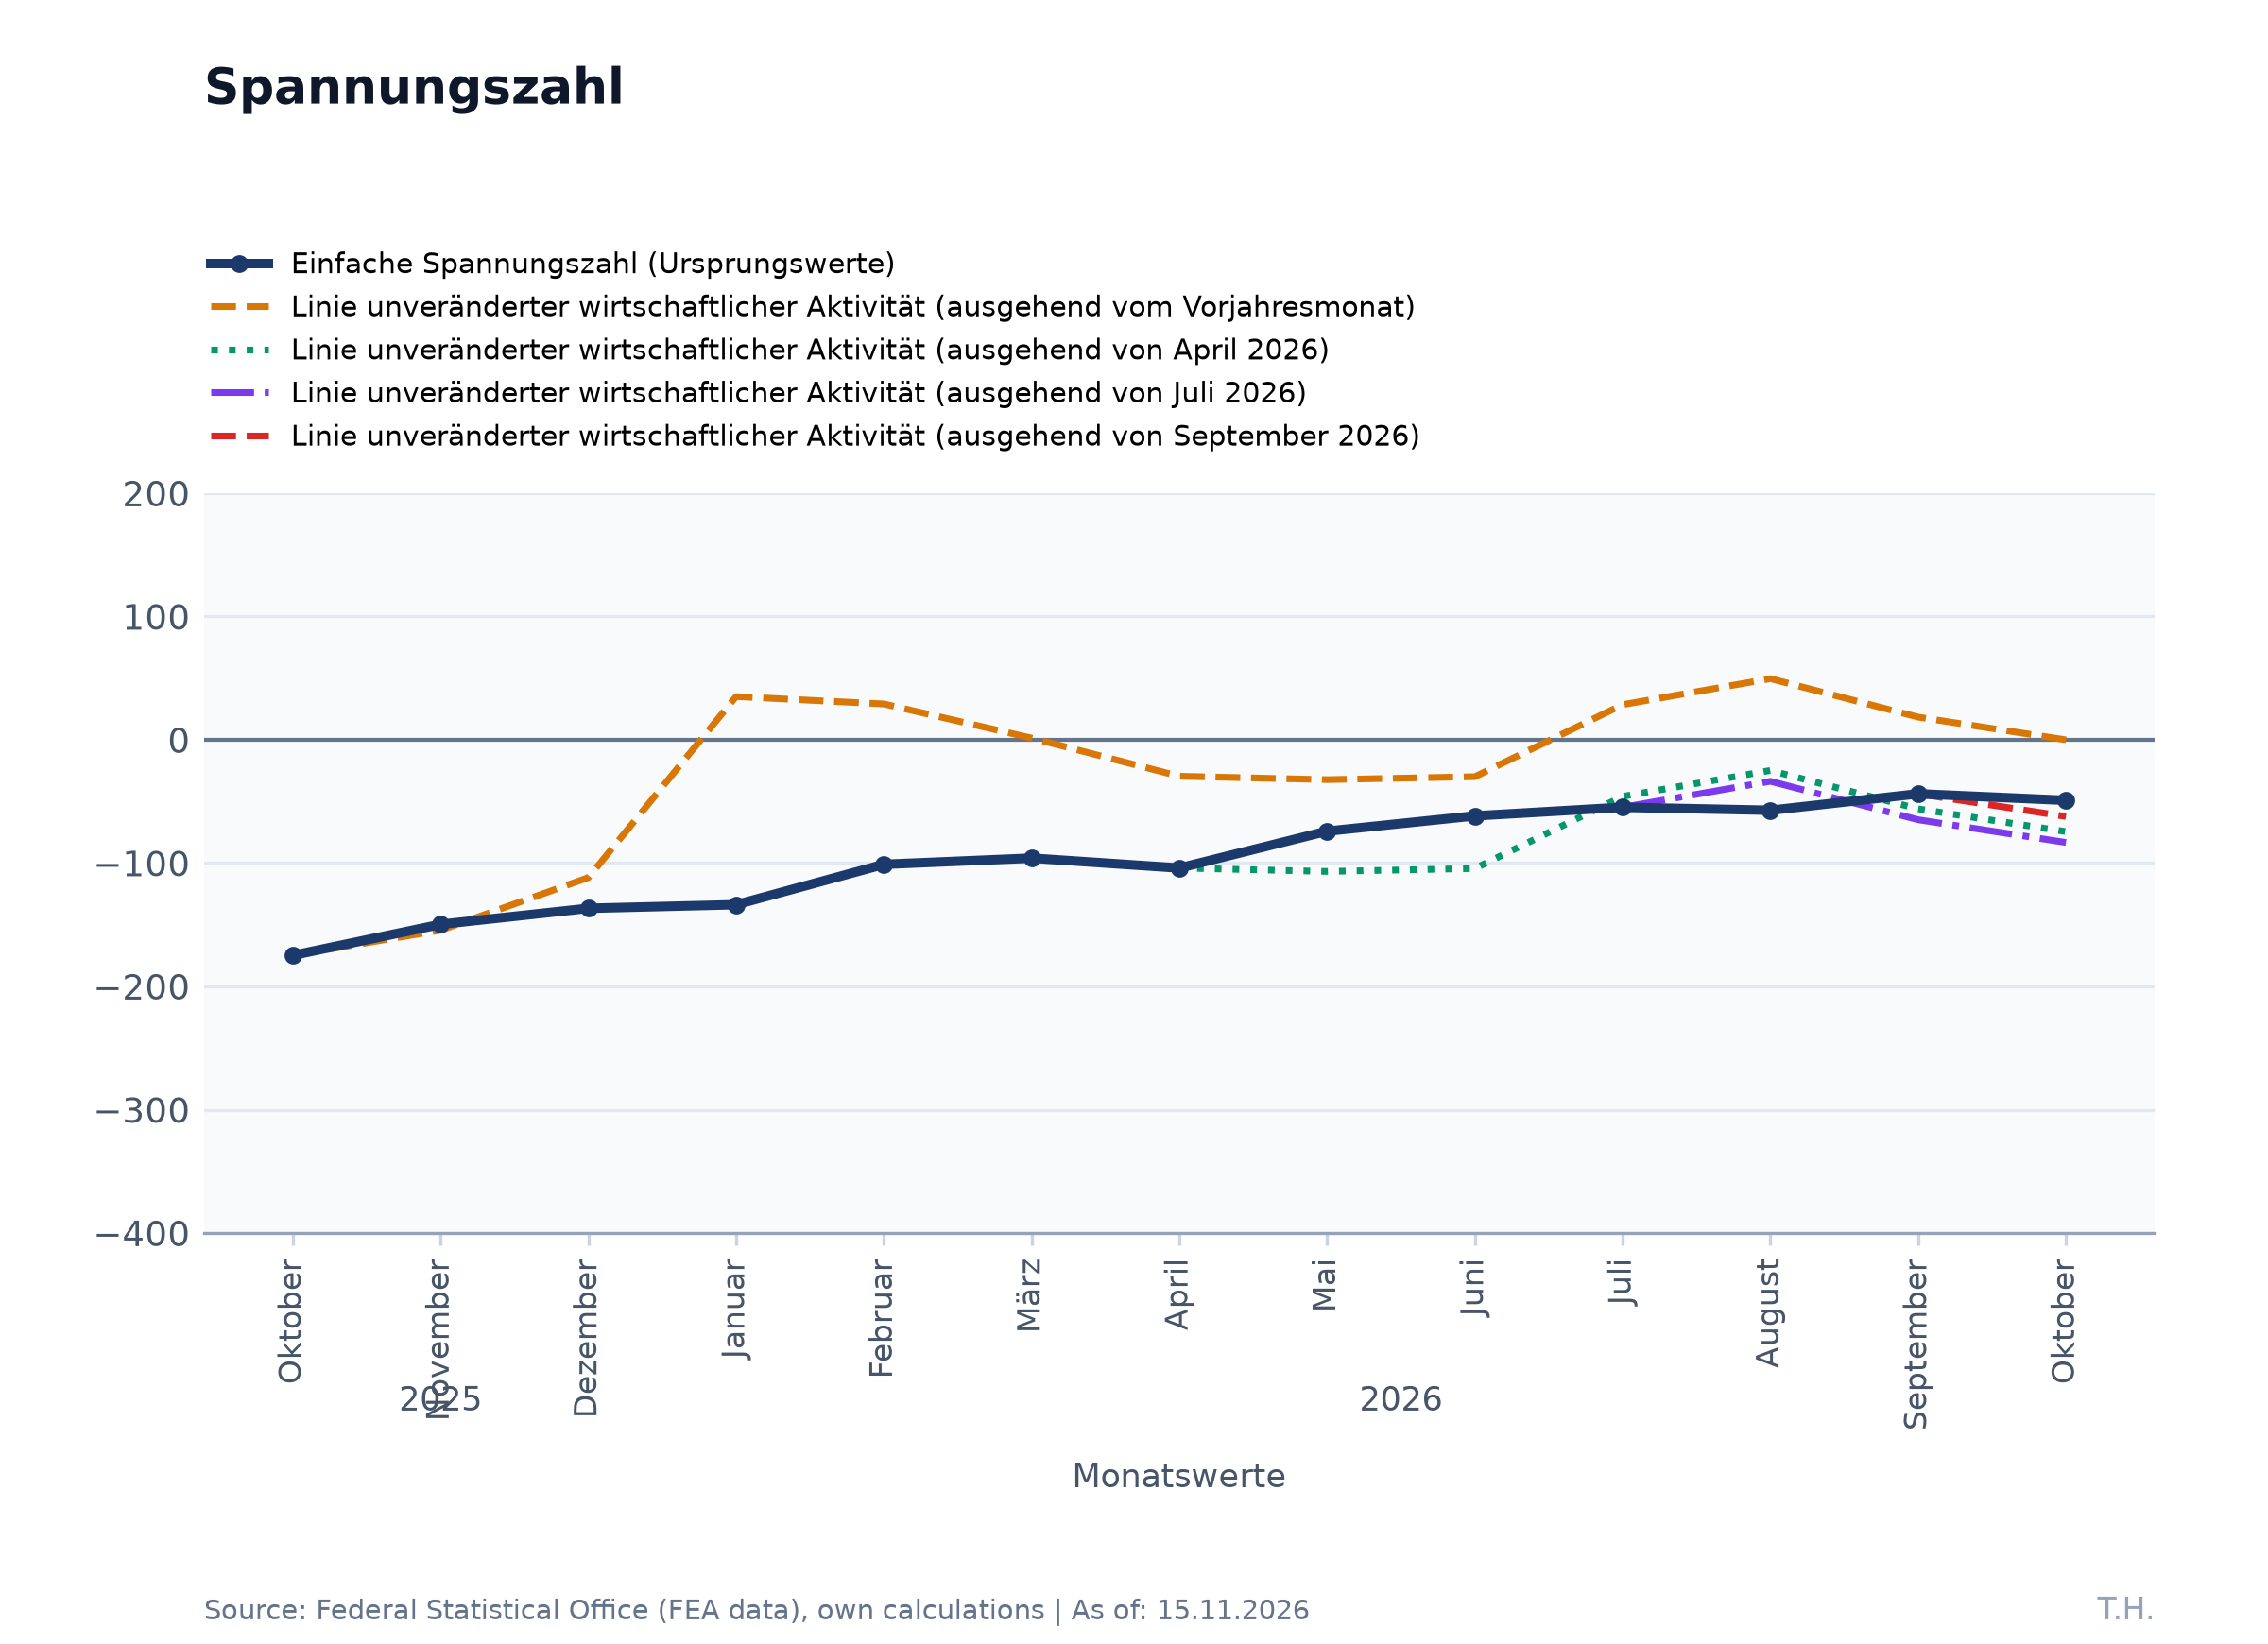 Spannungszahl
Einfache Spannungszahl (Ursprungswerte)
Linie unveränderter wirtschaftlicher Aktivität (ausgehend vom Vorjahresmonat)
Linie unveränderter wirtschaftlicher Aktivität (ausgehend von April 2026)
Linie unveränderter wirtschaftlicher Aktivität (ausgehend von Juli 2026)
Linie unveränderter wirtschaftlicher Aktivität (ausgehend von September 2026)
200
100
0
−100
−200
−300
−400
Oktober
November
Dezember
Januar
Februar
März
April
Mai
Juni
Juli
August
September
Oktober
2025
2026
Monatswerte
Source: Federal Statistical Office (FEA data), own calculations | As of: 15.11.2026
T.H.